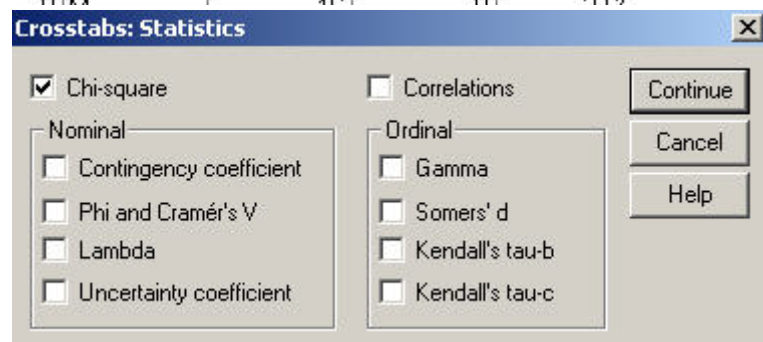 Crosstabs: Statistics
Chi-square
Correlations
Continue
Nominal
Ordinal
Cancel
Contingency coefficient
Gamma
Help
Phi and Cramér's V
Somers' d
Lambda
Kendall's tau-b
Uncertainty coefficient
Kendall's tau-c